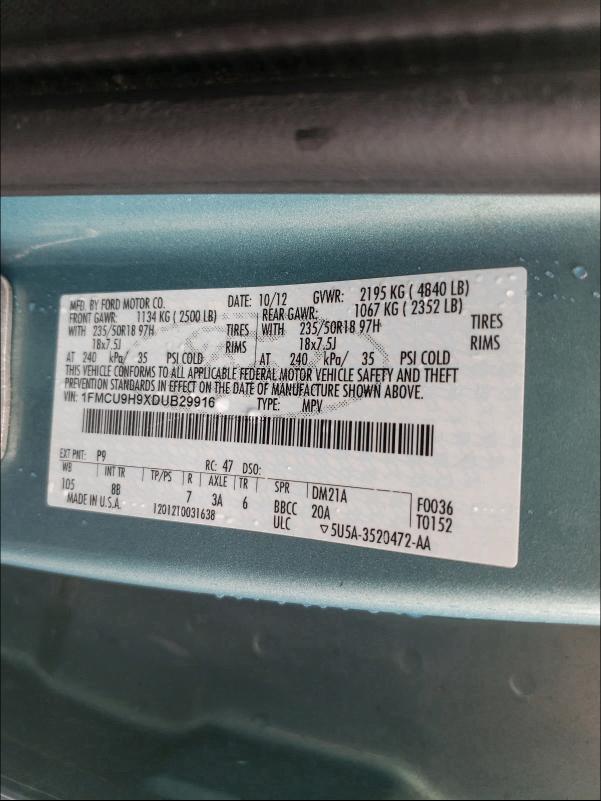 MFD. BY FORD MOTOR CO. DATE: 10/12 GVWR: 2195 KG ( 4840 LB)
FRONT GAWR: 1134 KG ( 2500 LB) REAR GAWR: 1067 KG ( 2352 LB)
WITH 235/50R18 97H TIRES WITH 235/50R18 97H TIRES
18x7.5J RIMS 18x7.5J RIMS
AT 240 kPa/ 35 PSI COLD AT 240 kPa/ 35 PSI COLD
THIS VEHICLE CONFORMS TO ALL APPLICABLE FEDERAL MOTOR VEHICLE SAFETY AND THEFT
PREVENTION STANDARDS IN EFFECT ON THE DATE OF MANUFACTURE SHOWN ABOVE.
VIN: 1FMCU9H9XDUB29916 TYPE: MPV
EXT PNT: P9 RC: 47 DSO:
WB INT TR TP/PS R AXLE TR SPR DM21A F0036
105 8B 7 3A 6 BBCC 20A T0152
MADE IN U.S.A. 1201210031638 ULC ▽5U5A-3520472-AA